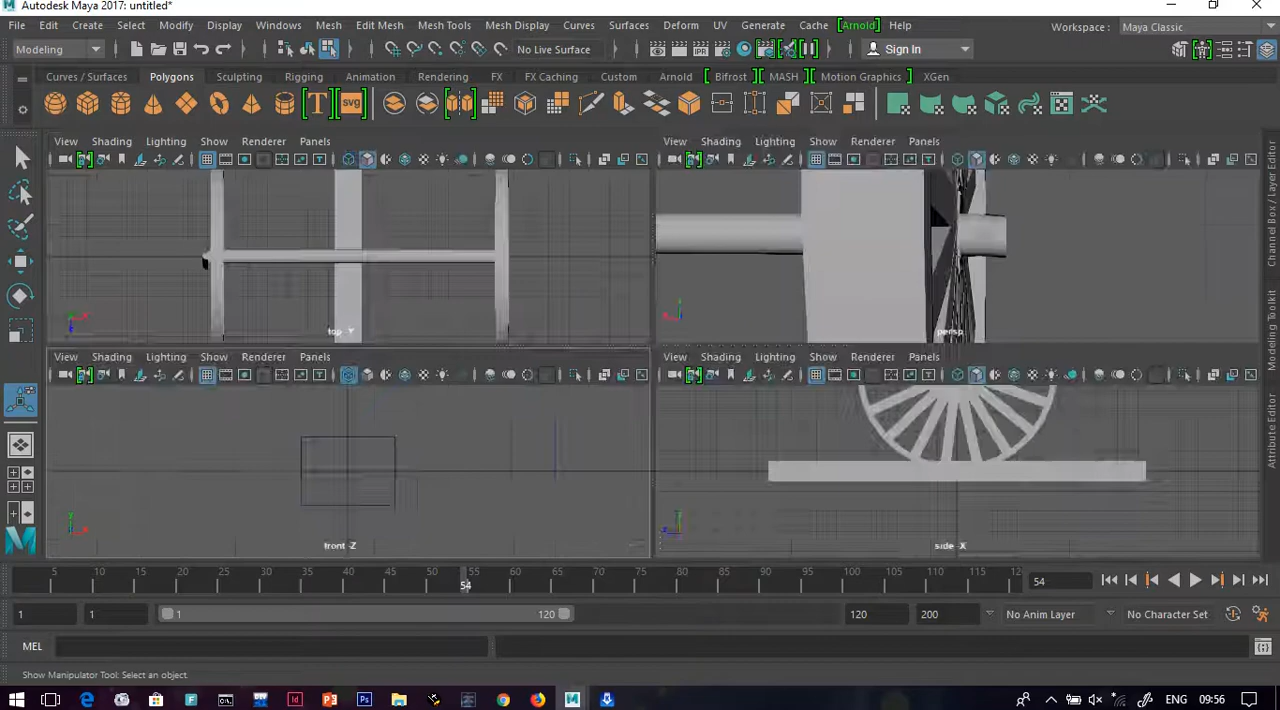 Autodesk Maya 2017: untitled*
File Edit Create Select Modify Display Windows Mesh Edit Mesh Mesh Tools Mesh Display Curves Surfaces Deform UV Generate Cache [Arnold] Help Workspace : Maya Classic
Modeling No Live Surface Sign In
Curves / Surfaces Polygons Sculpting Rigging Animation Rendering FX FX Caching Custom Arnold [ Bifrost ] [ MASH ] [ Motion Graphics ] XGen
T svg
View Shading Lighting Show Renderer Panels
View Shading Lighting Show Renderer Panels
top -Y
persp
View Shading Lighting Show Renderer Panels
View Shading Lighting Show Renderer Panels
front -Z
side -X
Channel Box / Layer Editor
Modeling Toolkit
Attribute Editor
5 10 15 20 25 30 35 40 45 50 55 60 65 70 75 80 85 90 95 100 105 110 115 12
54
54
1 1 1 120 120 200 No Anim Layer No Character Set
MEL
Show Manipulator Tool: Select an object
ENG 09:56